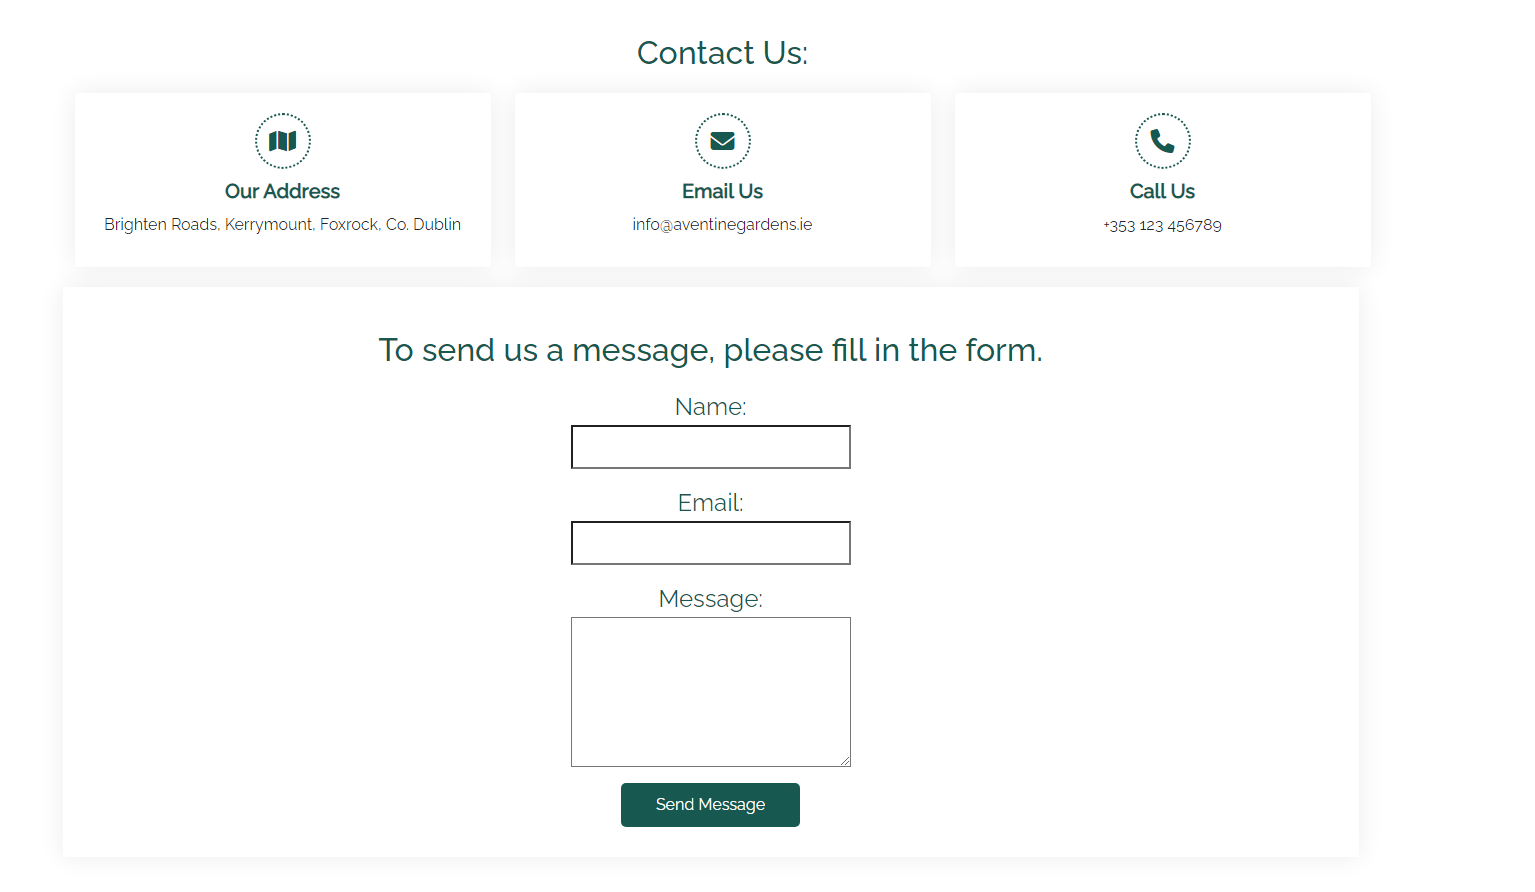 Contact Us:
Our Address
Brighten Roads, Kerrymount, Foxrock, Co. Dublin
Email Us
info@aventinegardens.ie
Call Us
+353 123 456789
To send us a message, please fill in the form.
Name:
Email:
Message:
Send Message